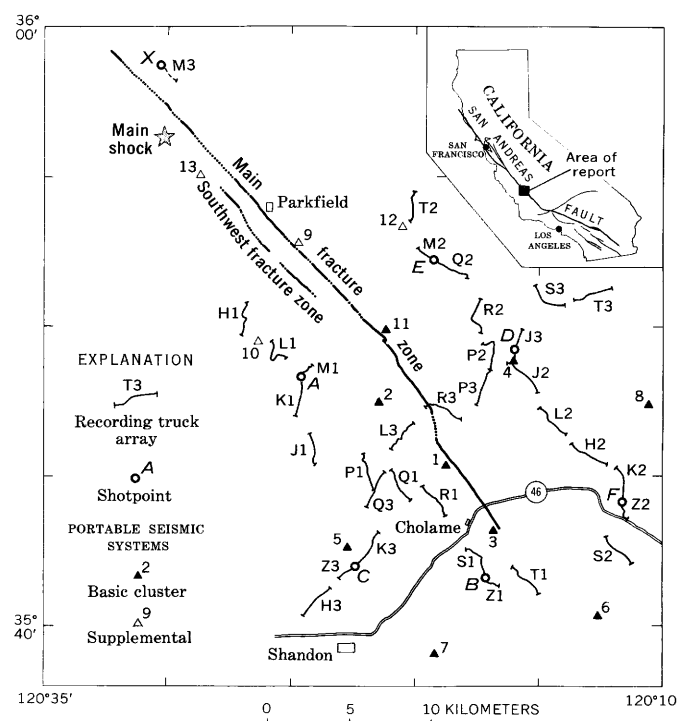 36°
00′
X
M3
Main
shock
13
Main
fracture
zone
Southwest fracture zone
Parkfield
9
12
T2
M2
E
Q2
CALIFORNIA
SAN ANDREAS
FAULT
SAN
FRANCISCO
Area of
report
LOS
ANGELES
S3
T3
H1
10
L1
11
R2
D
J3
P2
4
J2
M1
A
K1
2
P3
R3
8
L2
J1
L3
H2
P1
1
K2
Q1
Q3
R1
46
F
Z2
Cholame
3
5
K3
Z3
C
S1
B
Z1
T1
S2
H3
6
7
Shandon
EXPLANATION
T3
Recording truck
array
A
Shotpoint
PORTABLE SEISMIC
SYSTEMS
2
Basic cluster
9
Supplemental
35°
40′
120°35′
120°10′
0 5 10 KILOMETERS
0